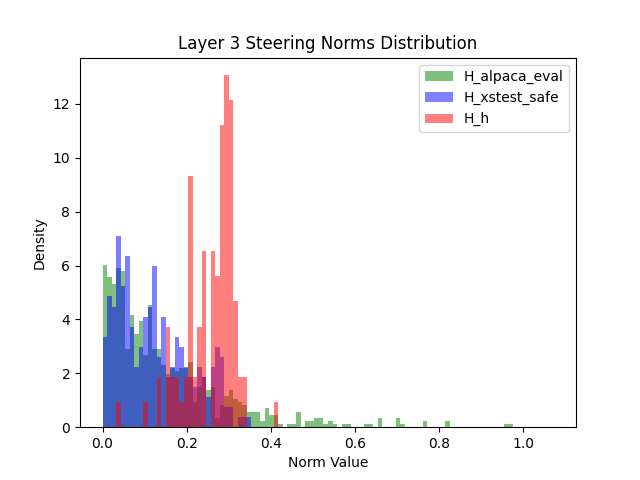 Layer 3 Steering Norms Distribution
H_alpaca_eval
H_xstest_safe
H_h
Density
12
10
8
6
4
2
0
0.0 0.2 0.4 0.6 0.8 1.0
Norm Value